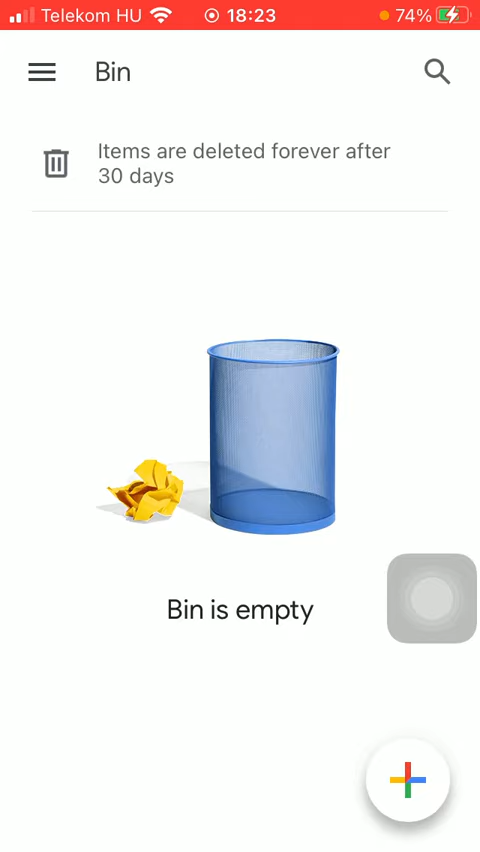 Telekom HU 18:23 74%
Bin
Items are deleted forever after
30 days
Bin is empty